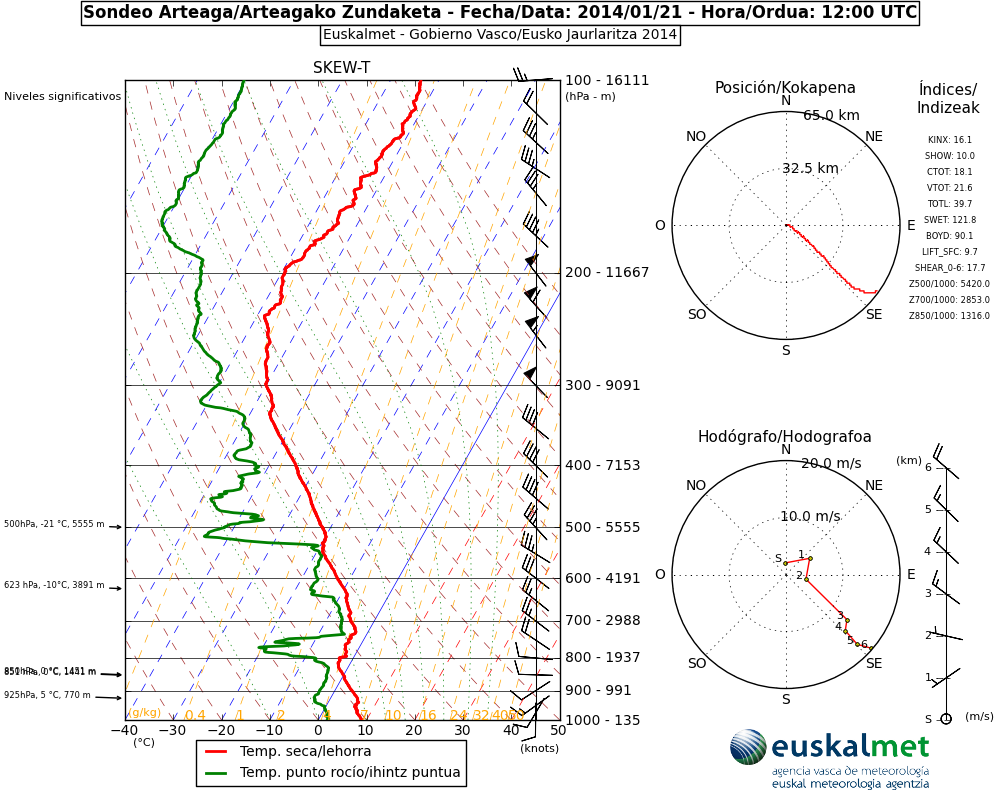 Sondeo Arteaga/Arteagako Zundaketa - Fecha/Data: 2014/01/21 - Hora/Ordua: 12:00 UTC
Euskalmet - Gobierno Vasco/Eusko Jaurlaritza 2014
SKEW-T
Niveles significativos
100 - 16111
(hPa - m)
200 - 11667
300 - 9091
400 - 7153
500hPa, -21 °C, 5555 m
500 - 5555
600 - 4191
623 hPa, -10°C, 3891 m
700 - 2988
800 - 1937
900 - 991
925hPa, 5 °C, 770 m
1000 - 135
(g/kg) 0.4 1 2 4 10 16 24 32
−40 −30 −20 −10 0 10 20 30 40 50
(°C)
(knots)
Temp. seca/lehorra
Temp. punto rocío/ihintz puntua
Posición/Kokapena
N
65.0 km
NO
NE
32.5 km
O
E
SO
SE
S
Índices/
Indizeak
KINX: 16.1
SHOW: 10.0
CTOT: 18.1
VTOT: 21.6
TOTL: 39.7
SWET: 121.8
BOYD: 90.1
LIFT_SFC: 9.7
SHEAR_0-6: 17.7
Z500/1000: 5420.0
Z700/1000: 2853.0
Z850/1000: 1316.0
Hodógrafo/Hodografoa
N
20.0 m/s
NO
NE
10.0 m/s
S
1
2
O
E
3
4
5
6
SO
SE
S
(km)
6
5
4
3
2
1
S
(m/s)
euskalmet
agencia vasca de meteorología
euskal meteorologia agentzia